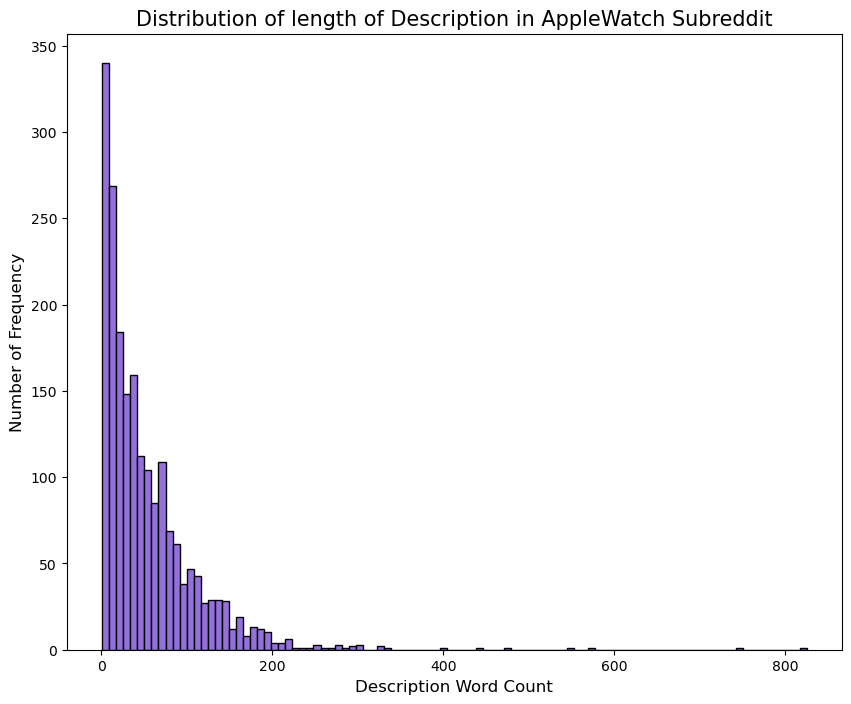 Distribution of length of Description in AppleWatch Subreddit
350
300
250
200
150
100
50
0
Number of Frequency
0 200 400 600 800
Description Word Count